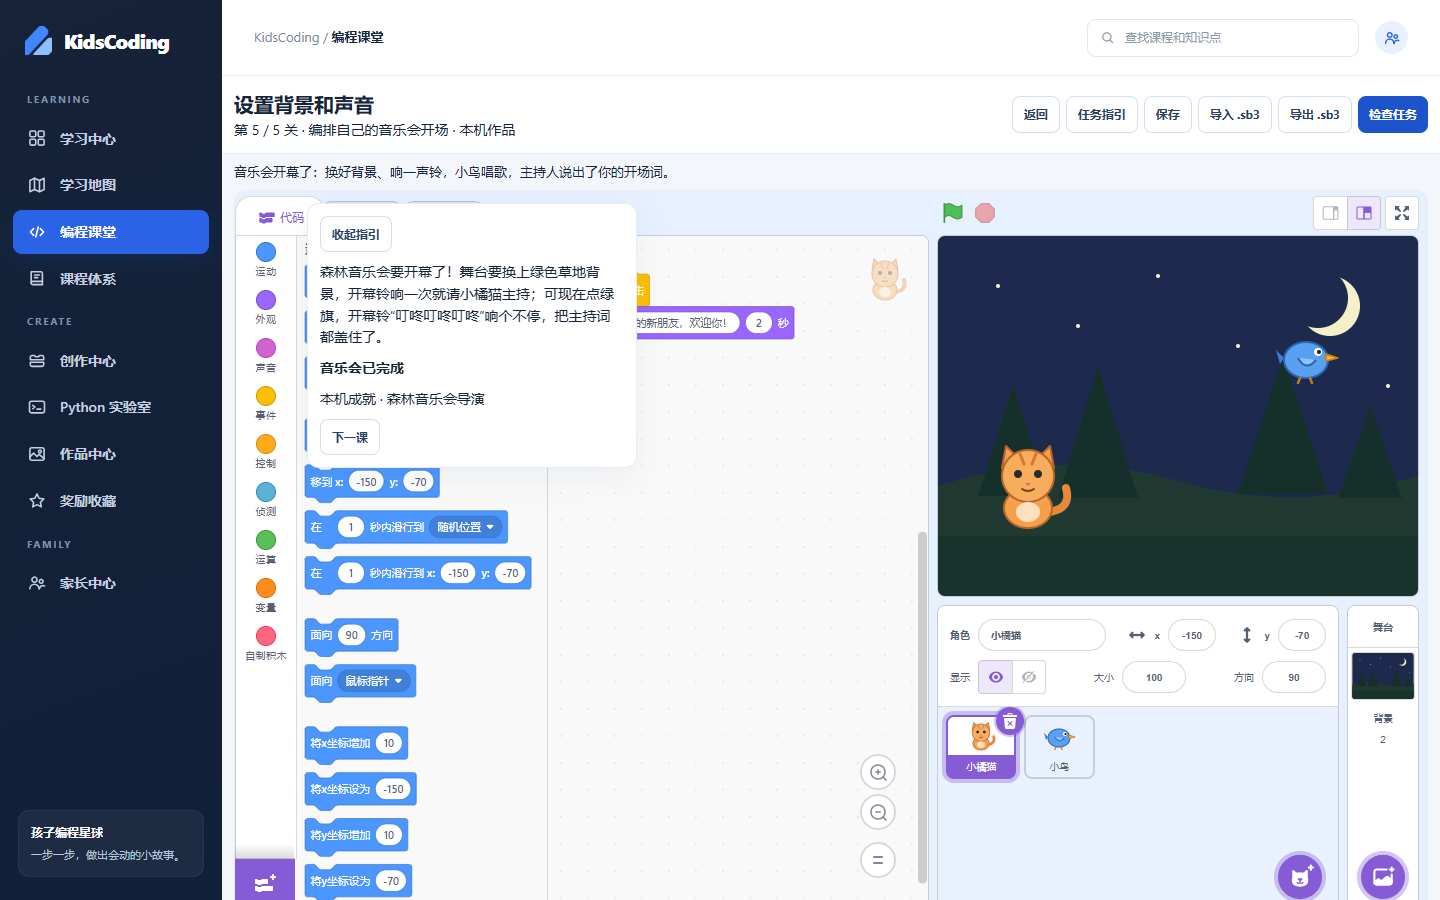 KidsCoding
LEARNING
学习中心
学习地图
编程课堂
课程体系
CREATE
创作中心
Python 实验室
作品中心
奖励收藏
FAMILY
家长中心
孩子编程星球
一步一步，做出会动的小故事。
KidsCoding / 编程课堂
查找课程和知识点
设置背景和声音
第 5 / 5 关 · 编排自己的音乐会开场 · 本机作品
返回
任务指引
保存
导入 .sb3
导出 .sb3
检查任务
音乐会开幕了：换好背景、响一声铃，小鸟唱歌，主持人说出了你的开场词。
代码
运动
外观
声音
事件
控制
侦测
运算
变量
自制积木
收起指引
森林音乐会要开幕了！舞台要换上绿色草地背
景，开幕铃响一次就请小橘猫主持；可现在点绿
旗，开幕铃“叮咚叮咚叮咚”响个不停，把主持词
都盖住了。
音乐会已完成
本机成就 · 森林音乐会导演
下一课
的新朋友，欢迎你！ 2 秒
移到 x: -150 y: -70
在 1 秒内滑行到 随机位置
在 1 秒内滑行到 x: -150 y: -70
面向 90 方向
面向 鼠标指针
将x坐标增加 10
将x坐标设为 -150
将y坐标增加 10
将y坐标设为 -70
角色 小橘猫 x -150 y -70
显示 大小 100 方向 90
小橘猫
小鸟
舞台
背景
2